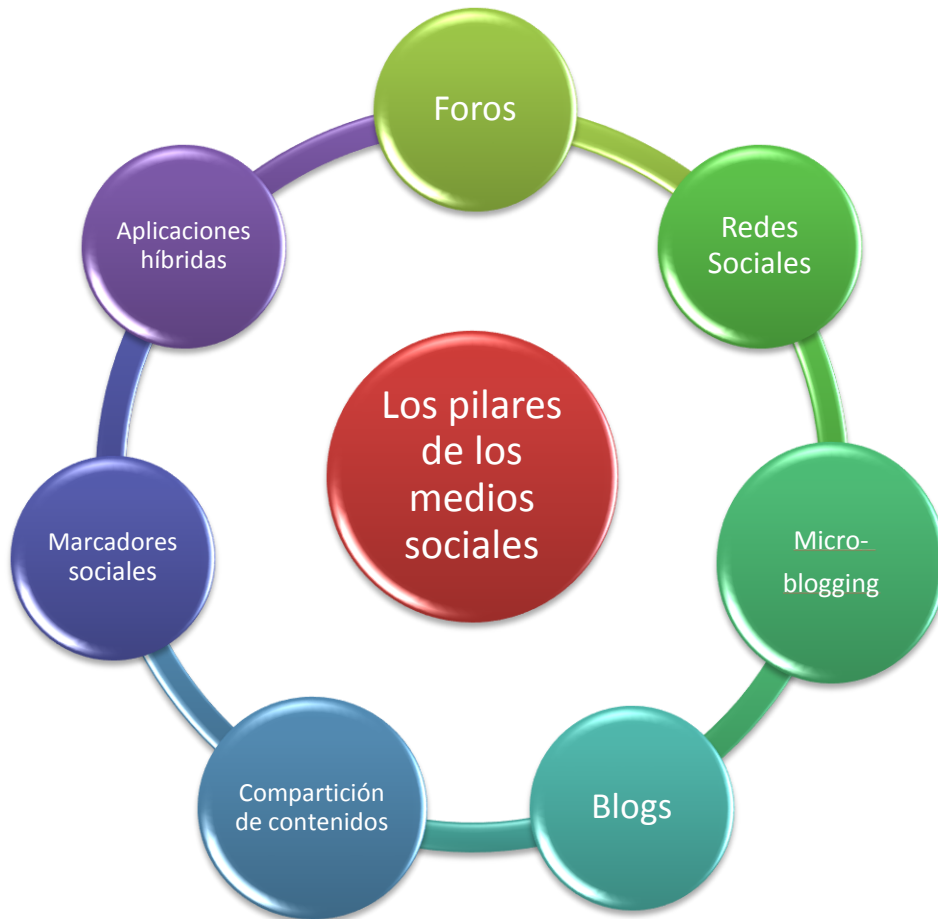 Foros
Redes
Sociales
Micro-
blogging
Blogs
Compartición
de contenidos
Marcadores
sociales
Aplicaciones
híbridas
Los pilares
de los
medios
sociales